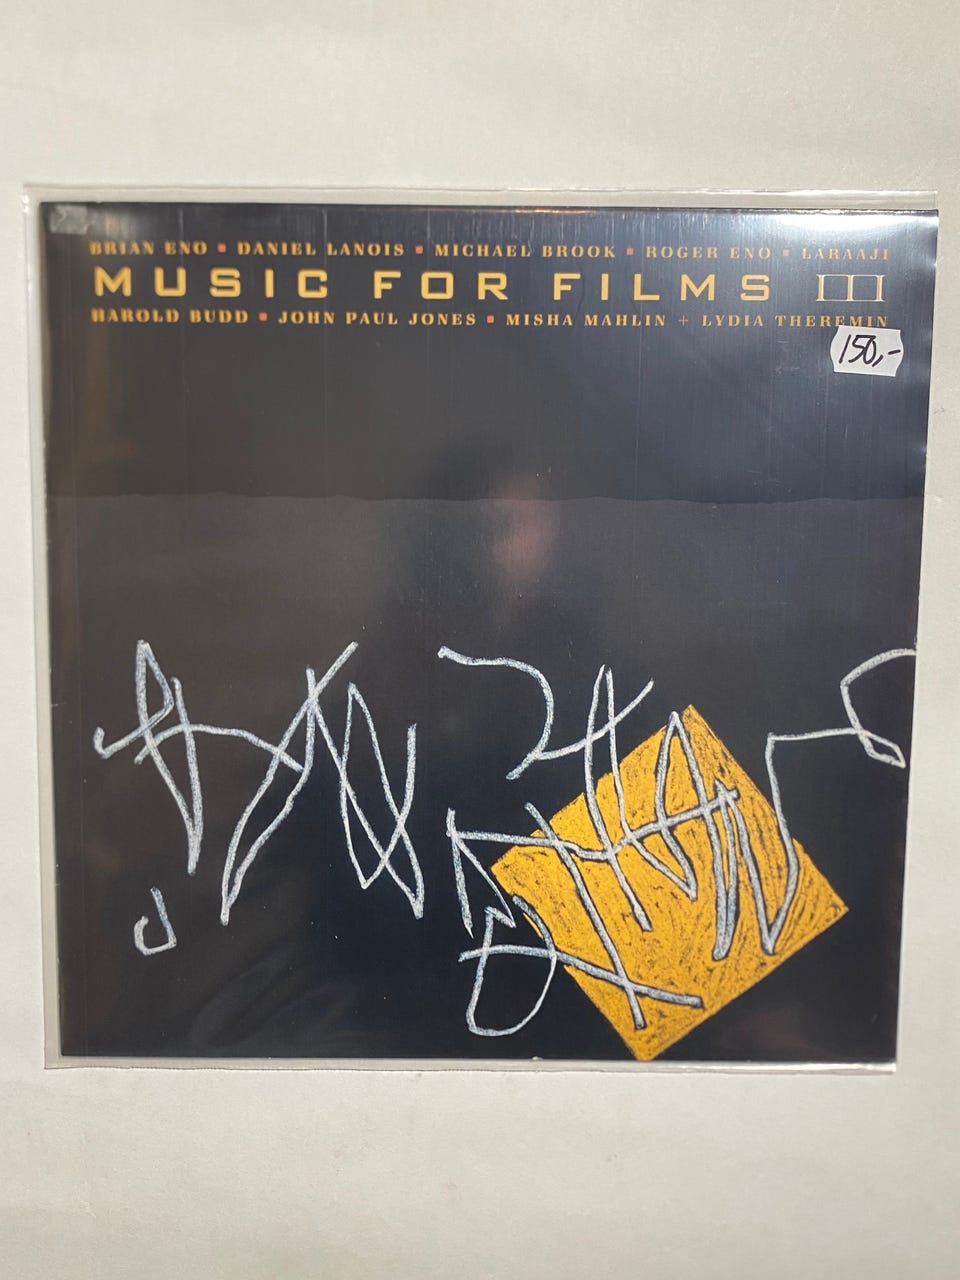 BRIAN ENO ▪ DANIEL LANOIS ▪ MICHAEL BROOK ▪ ROGER ENO ▪ LARAAJI
MUSIC FOR FILMS III
HAROLD BUDD ▪ JOHN PAUL JONES ▪ MISHA MAHLIN + LYDIA THEREMIN
150,-